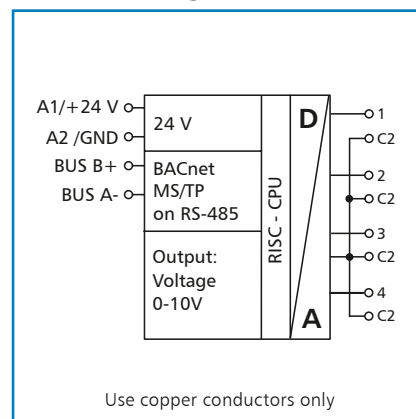 A1/+24 V
A2 /GND
BUS B+
BUS A-
24 V
BACnet
MS/TP
on RS-485
Output:
Voltage
0-10V
RISC - CPU
D
A
1
C2
2
C2
3
C2
4
C2
Use copper conductors only